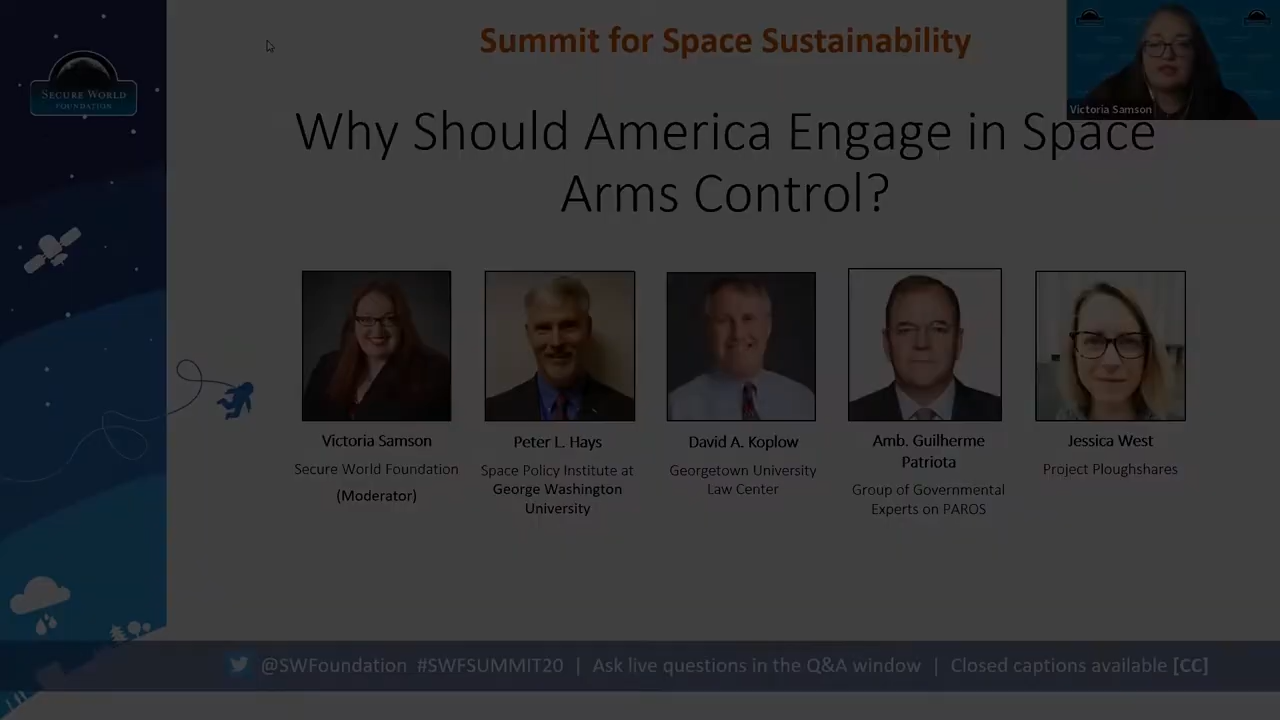 Summit for Space Sustainability
SECURE WORLD
FOUNDATION
Victoria Samson
Why Should America Engage in Space
Arms Control?
Victoria Samson
Secure World Foundation
(Moderator)
Peter L. Hays
Space Policy Institute at
George Washington
University
David A. Koplow
Georgetown University
Law Center
Amb. Guilherme
Patriota
Group of Governmental
Experts on PAROS
Jessica West
Project Ploughshares
@SWFoundation #SWFSUMMIT20 | Ask live questions in the Q&A window | Closed captions available [CC]